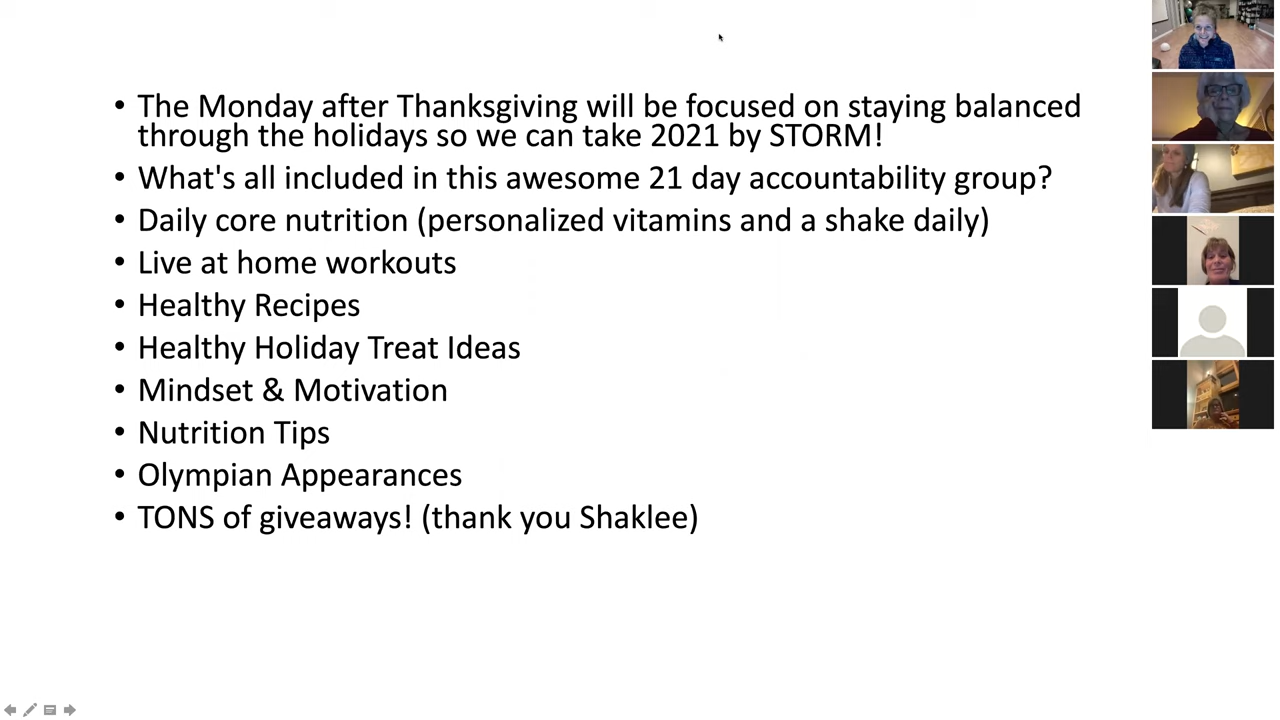 • The Monday after Thanksgiving will be focused on staying balanced
through the holidays so we can take 2021 by STORM!
• What's all included in this awesome 21 day accountability group?
• Daily core nutrition (personalized vitamins and a shake daily)
• Live at home workouts
• Healthy Recipes
• Healthy Holiday Treat Ideas
• Mindset & Motivation
• Nutrition Tips
• Olympian Appearances
• TONS of giveaways! (thank you Shaklee)